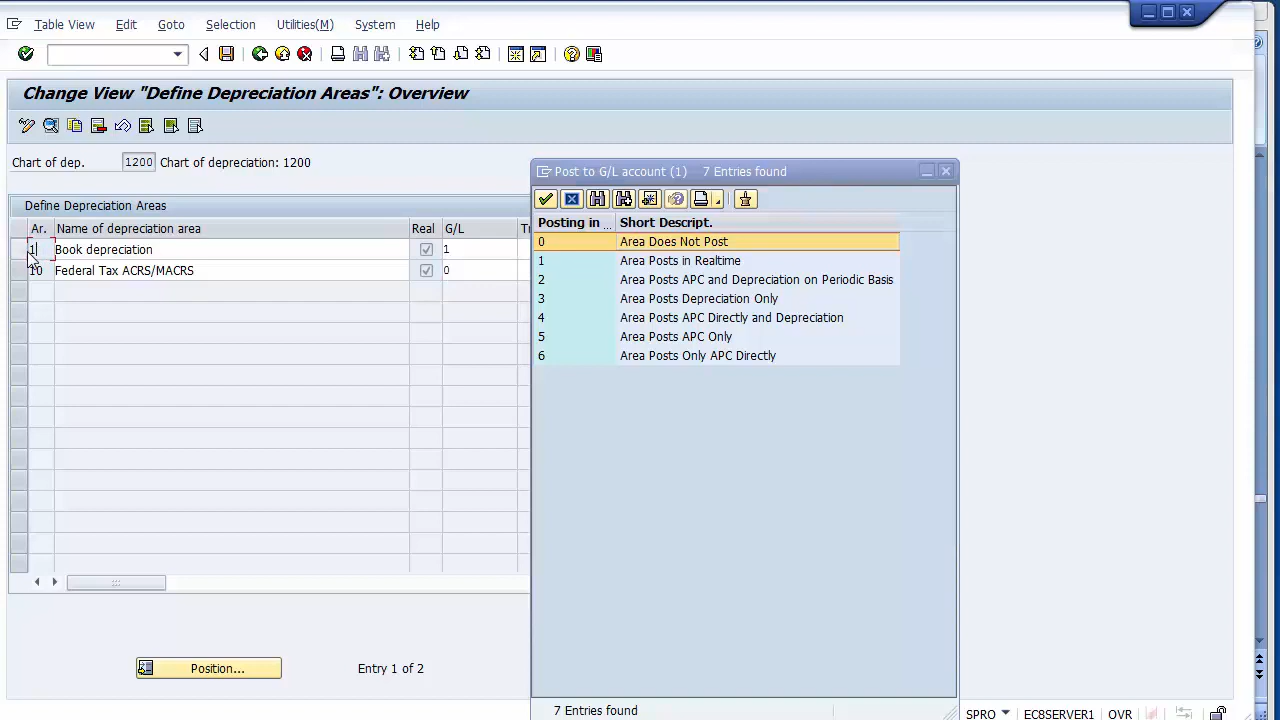 Table View Edit Goto Selection Utilities(M) System Help
Change View "Define Depreciation Areas": Overview
Chart of dep. 1200 Chart of depreciation: 1200
Define Depreciation Areas
Ar. Name of depreciation area Real G/L
1 Book depreciation 1
10 Federal Tax ACRS/MACRS 0
Position... Entry 1 of 2
Post to G/L account (1) 7 Entries found
Posting in ... Short Descript.
0 Area Does Not Post
1 Area Posts in Realtime
2 Area Posts APC and Depreciation on Periodic Basis
3 Area Posts Depreciation Only
4 Area Posts APC Directly and Depreciation
5 Area Posts APC Only
6 Area Posts Only APC Directly
7 Entries found
SPRO EC8SERVER1 OVR